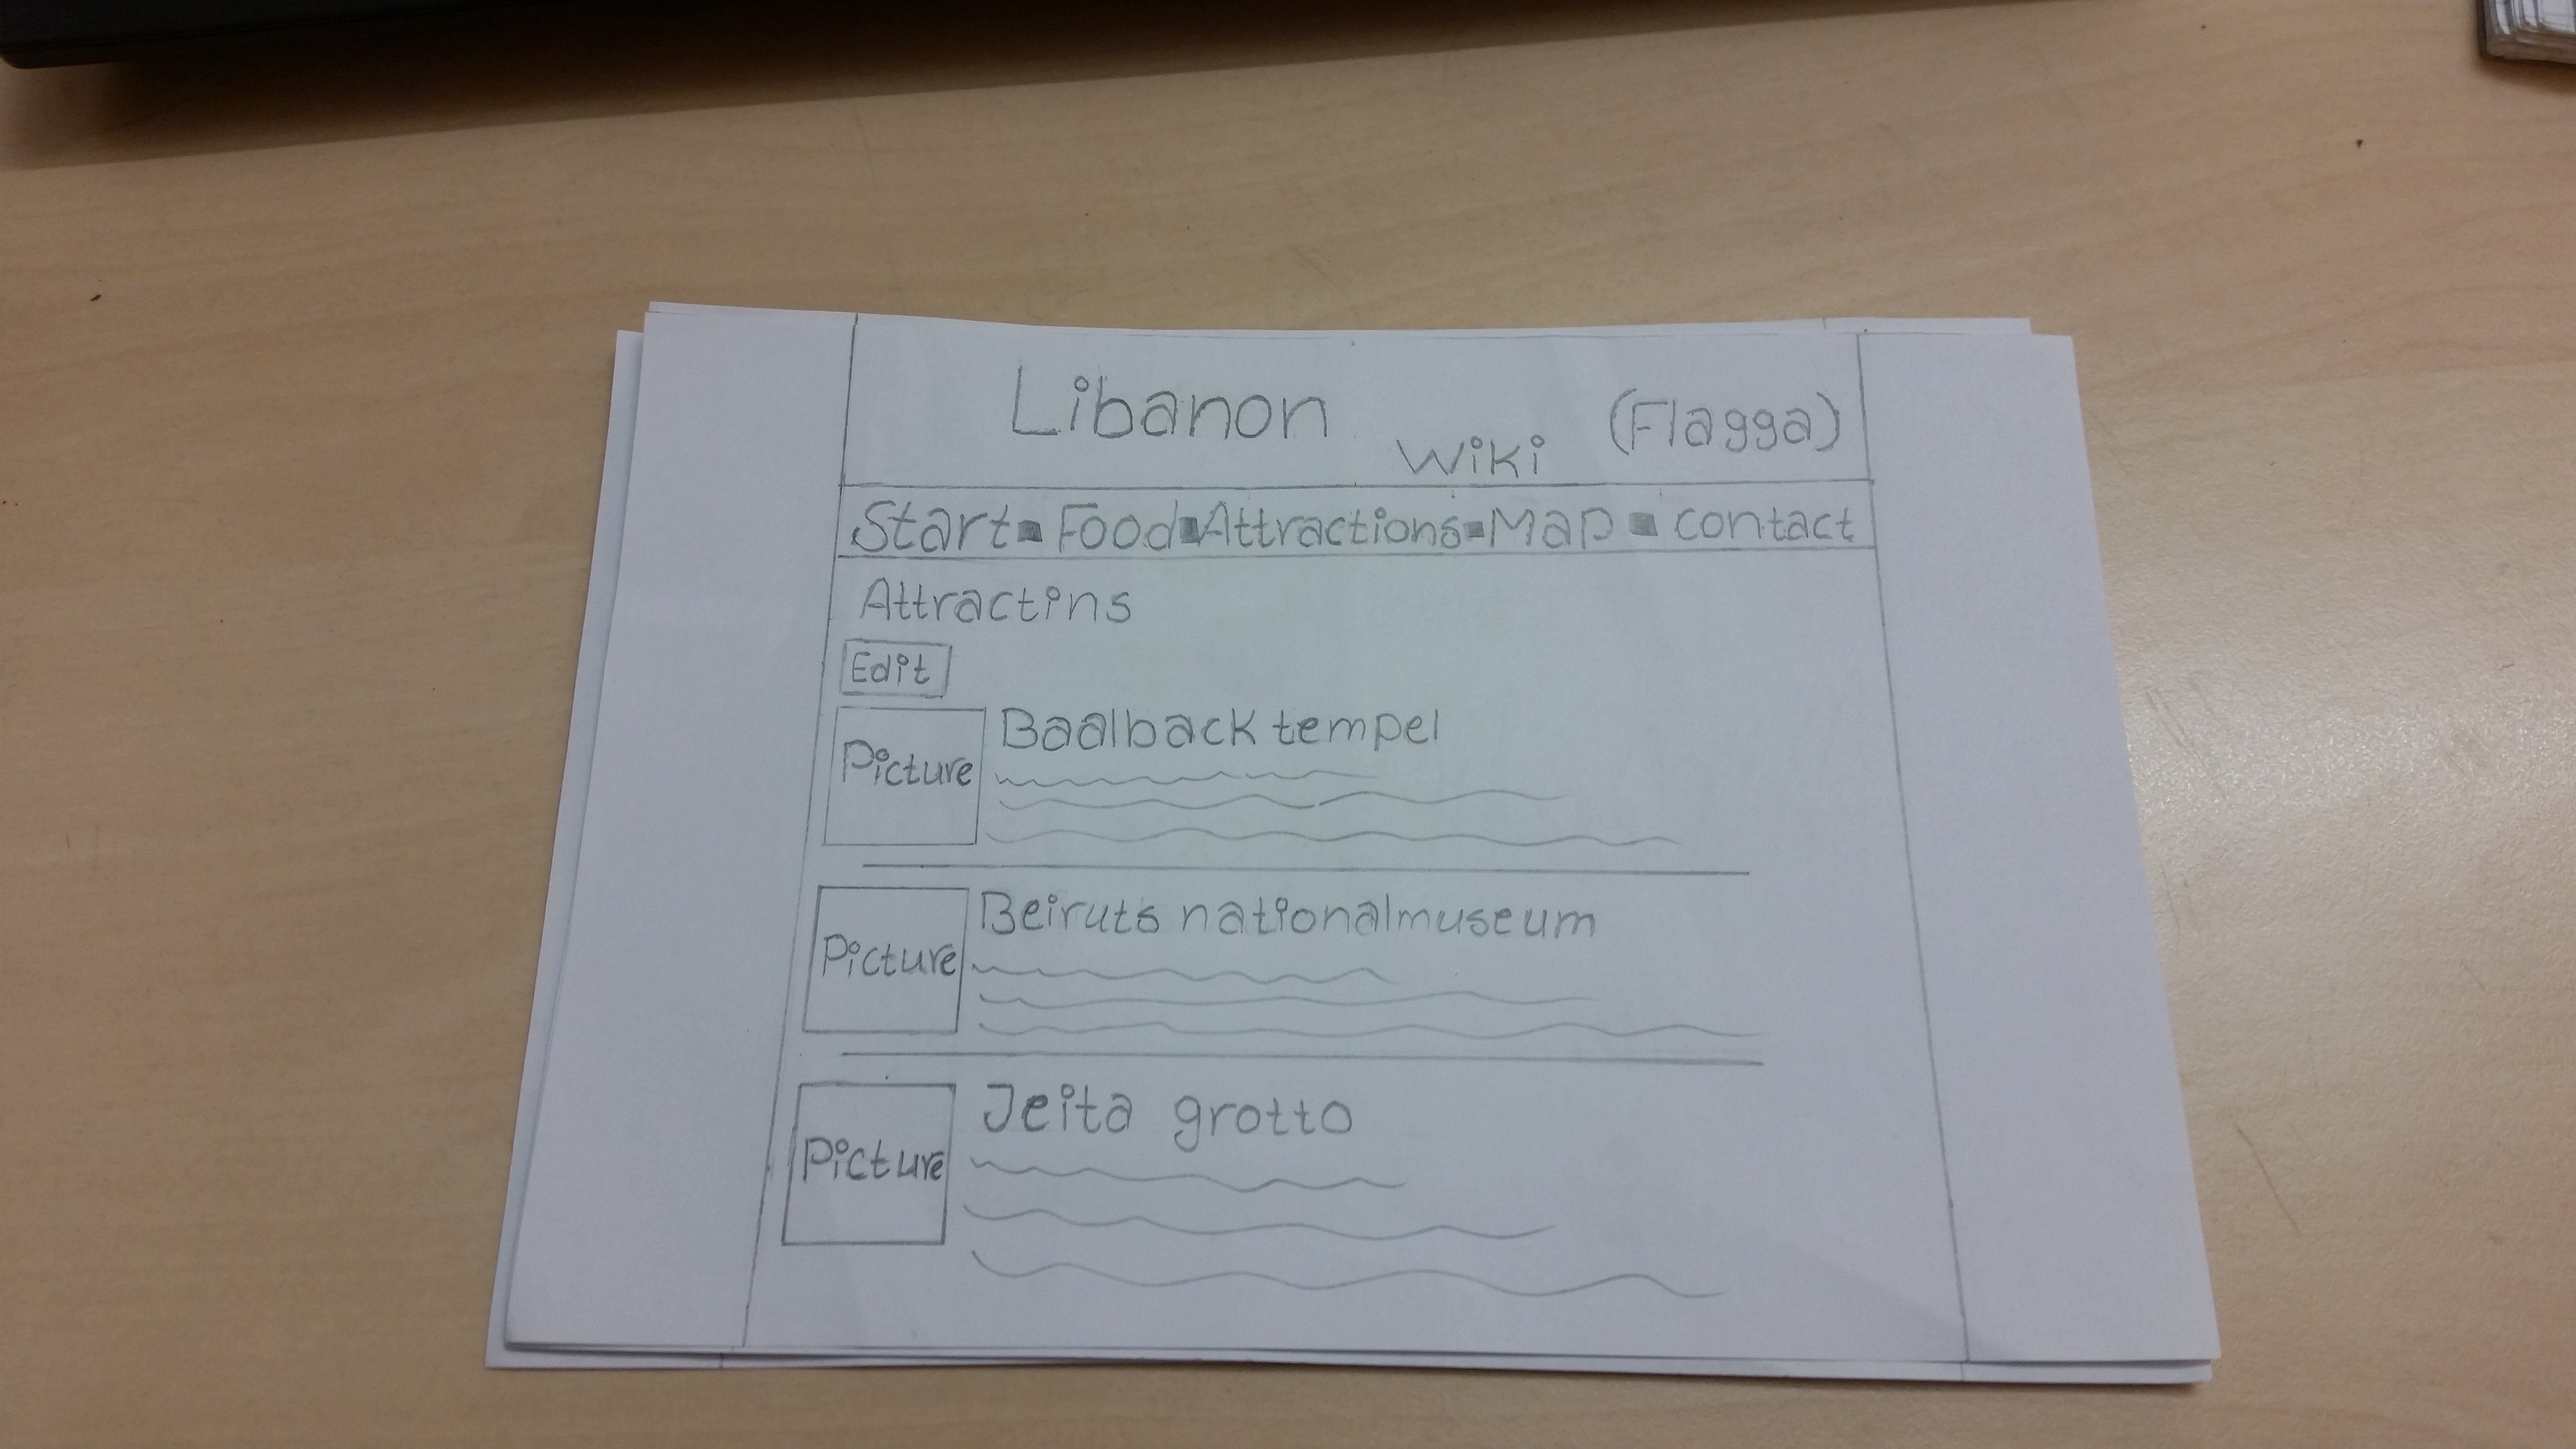 Libanon wiki (Flagga)
Start Food Attractions Map contact
Attractins
Edit
Picture
Baalback tempel
Picture
Beiruts nationalmuseum
Picture
Jeita grotto